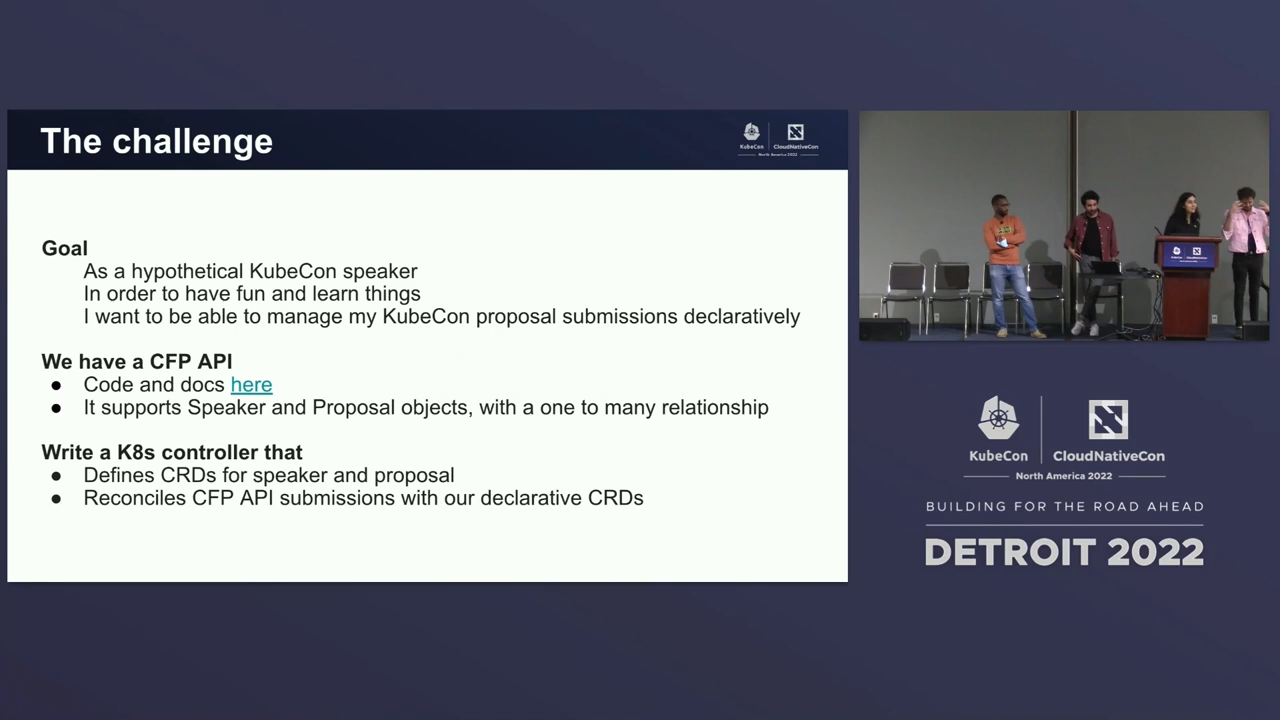 The challenge
KubeCon
CloudNativeCon
North America 2022
Goal
As a hypothetical KubeCon speaker
In order to have fun and learn things
I want to be able to manage my KubeCon proposal submissions declaratively
We have a CFP API
● Code and docs here
● It supports Speaker and Proposal objects, with a one to many relationship
Write a K8s controller that
● Defines CRDs for speaker and proposal
● Reconciles CFP API submissions with our declarative CRDs
KubeCon
CloudNativeCon
North America 2022
BUILDING FOR THE ROAD AHEAD
DETROIT 2022